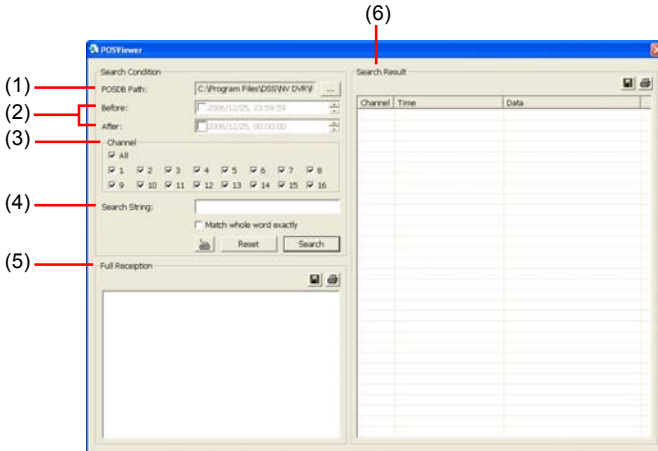 (6)
POSViewer
Search Condition
Search Result
(1)
POSDB Path:
C:\Program Files\DSS\NV DVR\
...
Channel Time Data
(2)
Before:
2006/12/25, 23:59:59
After:
2006/12/25, 00:00:00
(3)
Channel
All
1 2 3 4 5 6 7 8
9 10 11 12 13 14 15 16
(4)
Search String:
Match whole word exactly
Reset Search
(5)
Full Receiption